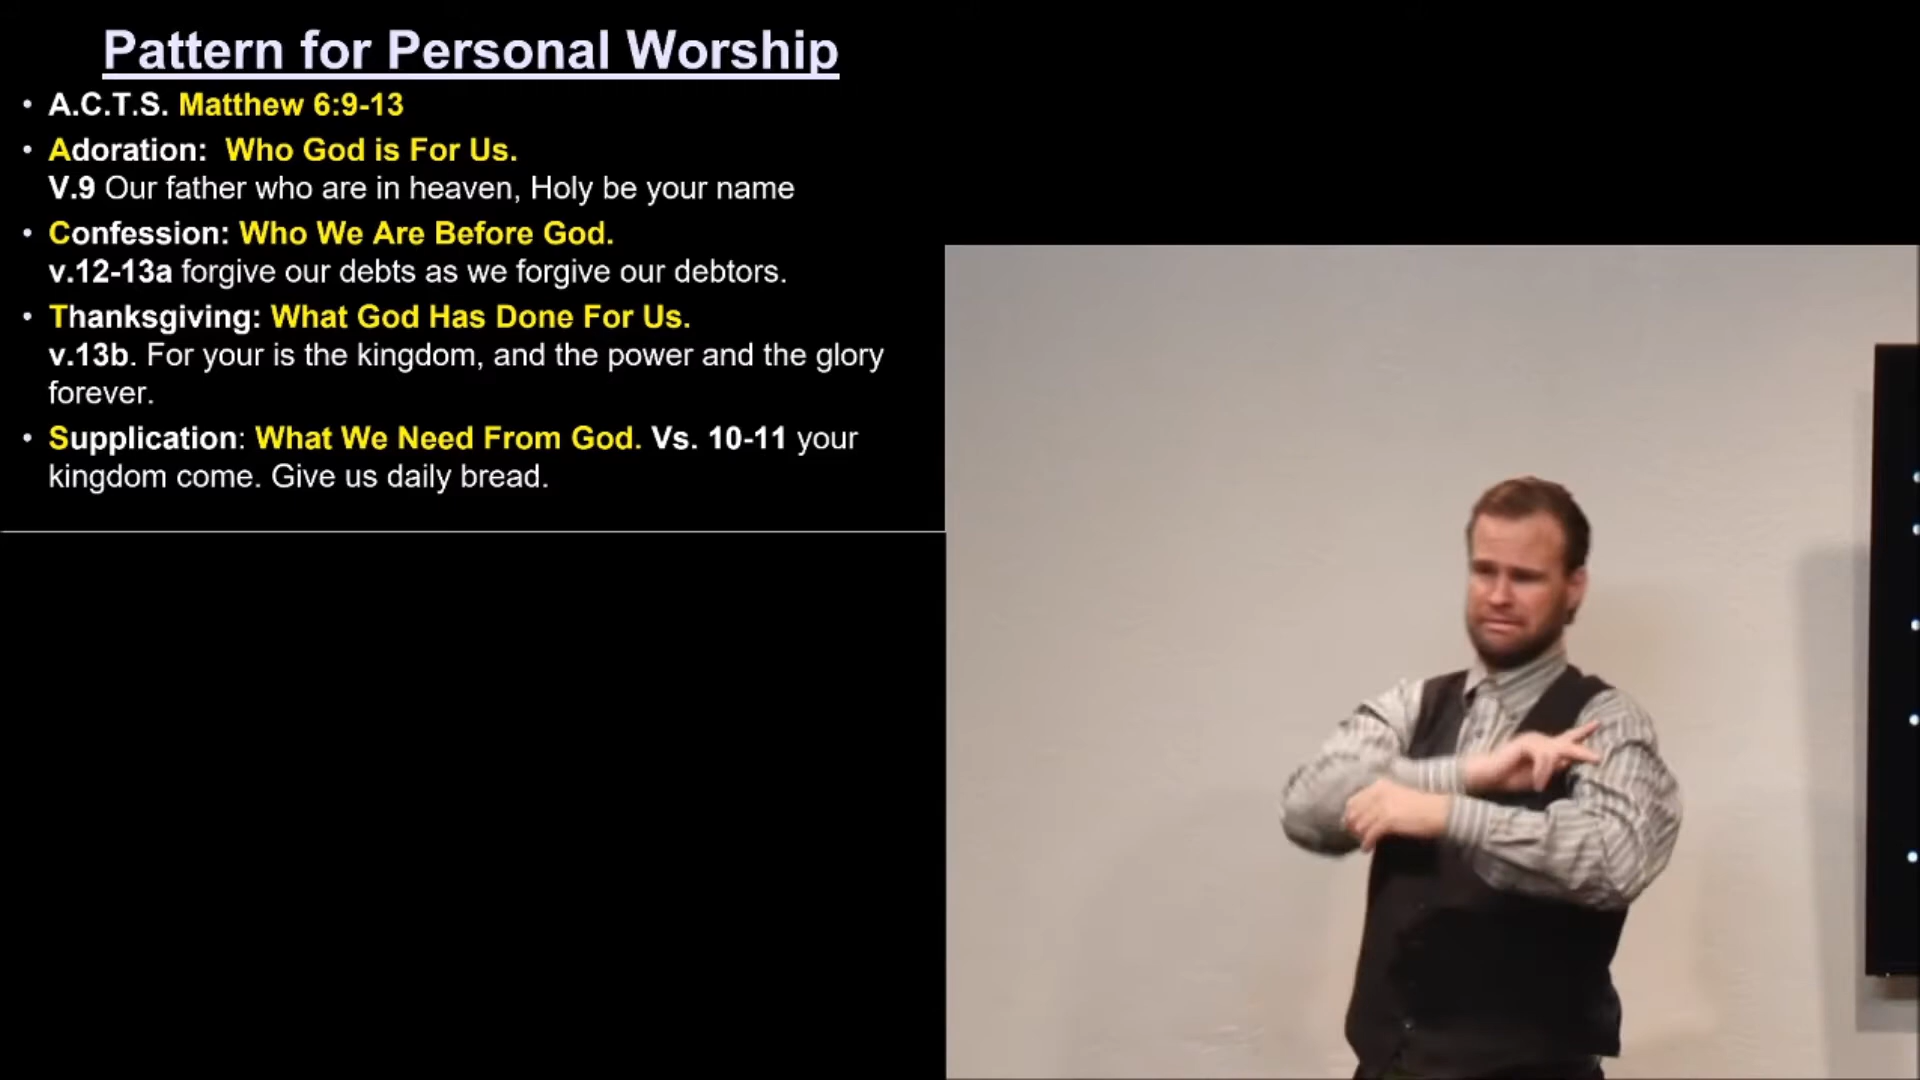 Pattern for Personal Worship
• A.C.T.S. Matthew 6:9-13
• Adoration:  Who God is For Us.
V.9 Our father who are in heaven, Holy be your name
• Confession: Who We Are Before God.
v.12-13a forgive our debts as we forgive our debtors.
• Thanksgiving: What God Has Done For Us.
v.13b. For your is the kingdom, and the power and the glory
forever.
• Supplication: What We Need From God. Vs. 10-11 your
kingdom come. Give us daily bread.